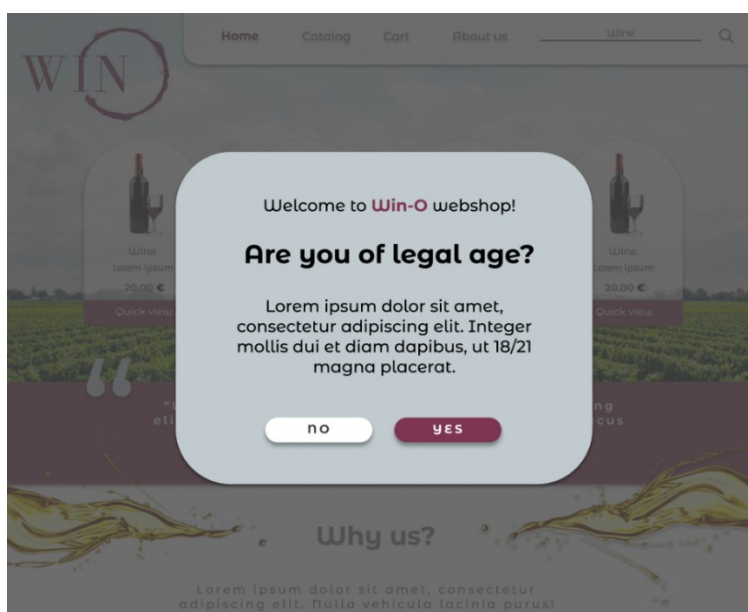 Home Catalog Cart About us Wine
WIN
Welcome to Win-O webshop!
Are you of legal age?
Lorem ipsum dolor sit amet,
consectetur adipiscing elit. Integer
mollis dui et diam dapibus, ut 18/21
magna placerat.
NO YES
Wine
Lorem ipsum
20.00 €
Quick view
Wine
Lorem ipsum
20.00 €
Quick view
Why us?
Lorem ipsum dolor sit amet, consectetur
adipiscing elit. Nulla vehicula lacinia purus!